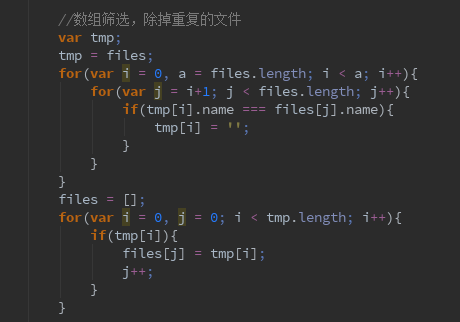 //数组筛选，除掉重复的文件
var tmp;
tmp = files;
for(var i = 0, a = files.length; i < a; i++){
    for(var j = i+1; j < files.length; j++){
        if(tmp[i].name === files[j].name){
            tmp[i] = '';
        }
    }
}
files = [];
for(var i = 0, j = 0; i < tmp.length; i++){
    if(tmp[i]){
        files[j] = tmp[i];
        j++;
    }
}